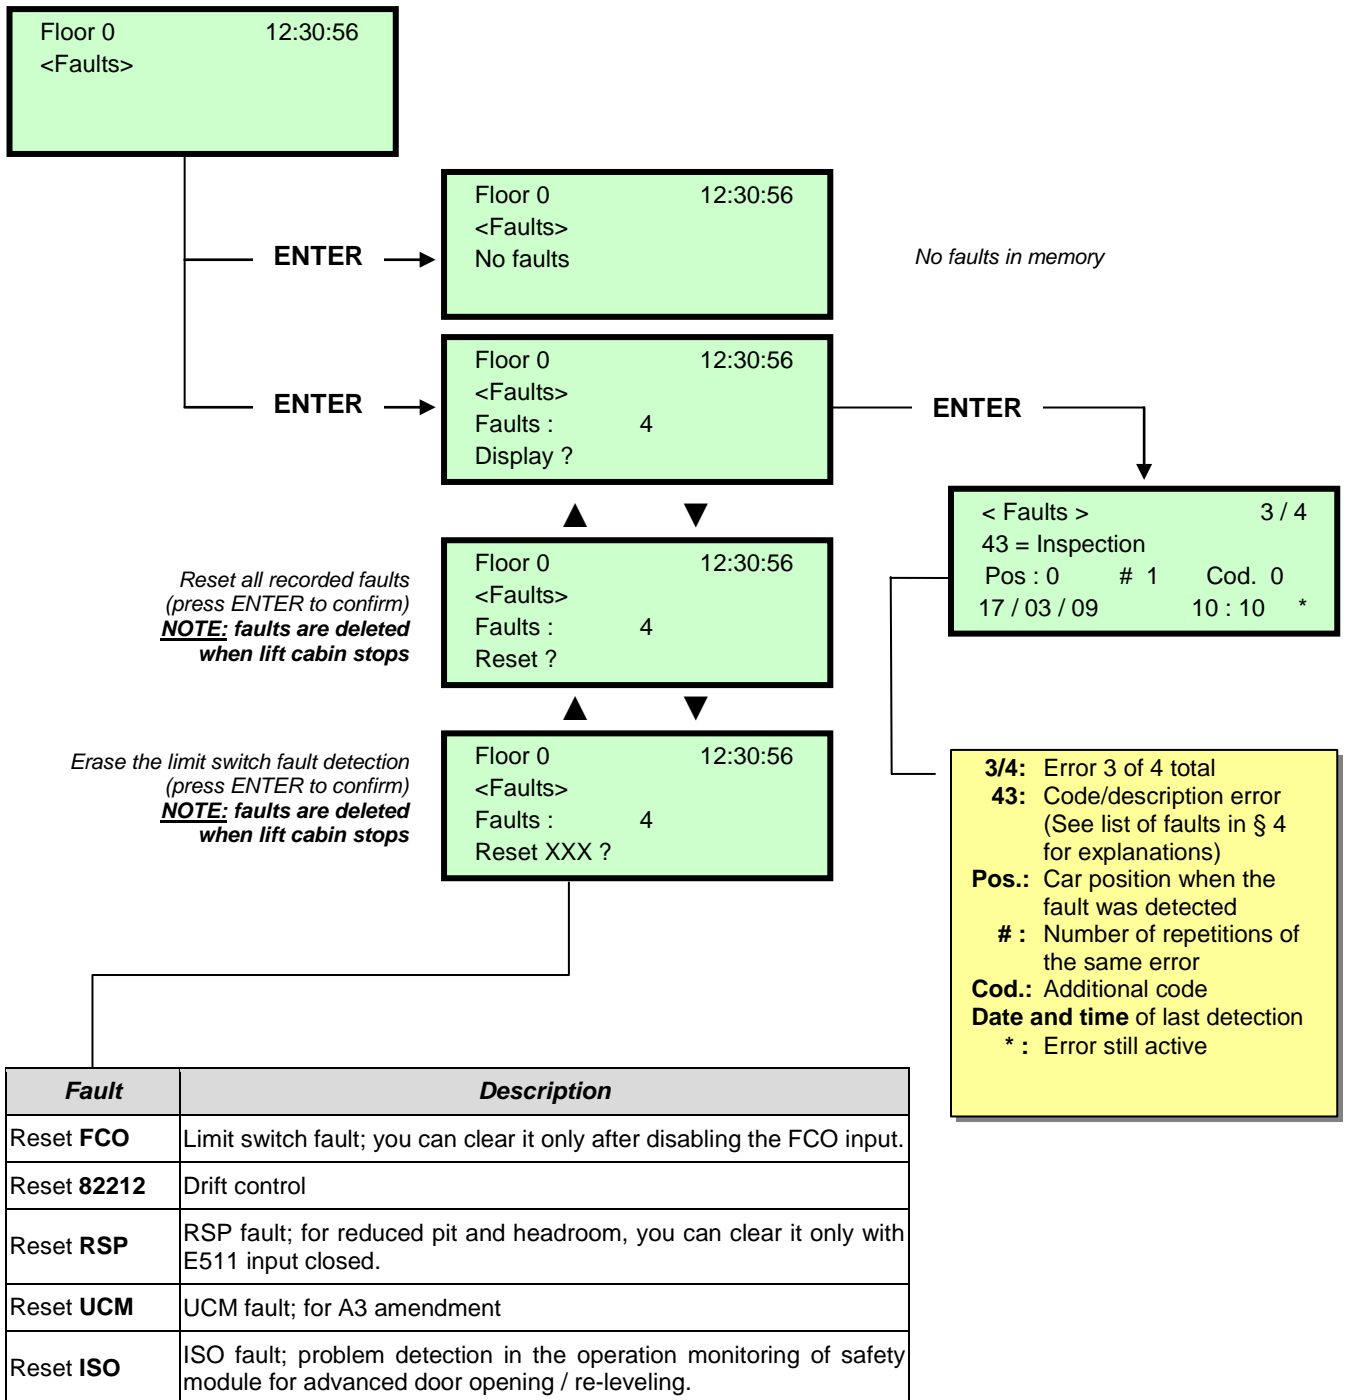 Floor 0 12:30:56
<Faults>
ENTER
Floor 0 12:30:56
<Faults>
No faults
No faults in memory
ENTER
Floor 0 12:30:56
<Faults>
Faults : 4
Display ?
ENTER
< Faults > 3 / 4
43 = Inspection
Pos : 0 # 1 Cod. 0
17 / 03 / 09 10 : 10 *
▲ ▼
Reset all recorded faults
(press ENTER to confirm)
NOTE: faults are deleted
when lift cabin stops
Floor 0 12:30:56
<Faults>
Faults : 4
Reset ?
▲ ▼
Erase the limit switch fault detection
(press ENTER to confirm)
NOTE: faults are deleted
when lift cabin stops
Floor 0 12:30:56
<Faults>
Faults : 4
Reset XXX ?
3/4: Error 3 of 4 total
43: Code/description error
(See list of faults in § 4
for explanations)
Pos.: Car position when the
fault was detected
# : Number of repetitions of
the same error
Cod.: Additional code
Date and time of last detection
* : Error still active
Fault Description
Reset FCO Limit switch fault; you can clear it only after disabling the FCO input.
Reset 82212 Drift control
Reset RSP RSP fault; for reduced pit and headroom, you can clear it only with
E511 input closed.
Reset UCM UCM fault; for A3 amendment
Reset ISO ISO fault; problem detection in the operation monitoring of safety
module for advanced door opening / re-leveling.